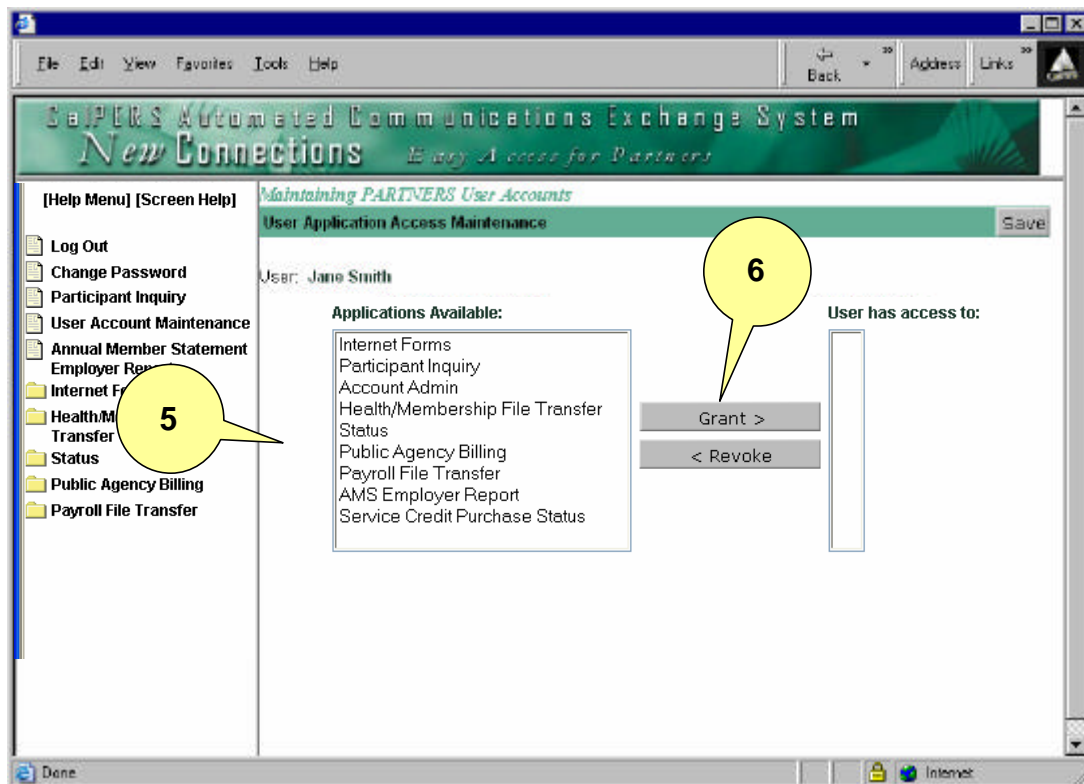 File Edit View Favorites Tools Help
Back
Address
Links
CalPERS Automated Communications Exchange System
New Connections Easy Access for Partners
[Help Menu] [Screen Help]
Log Out
Change Password
Participant Inquiry
User Account Maintenance
Annual Member Statement
Employer
Internet
Transfer
Status
Public Agency Billing
Payroll File Transfer
5
Maintaining PARTNERS User Accounts
User Application Access Maintenance
Save
User: Jane Smith
6
Applications Available:
Internet Forms
Participant Inquiry
Account Admin
Health/Membership File Transfer
Status
Public Agency Billing
Payroll File Transfer
AMS Employer Report
Service Credit Purchase Status
Grant >
< Revoke
User has access to:
Done
Internet